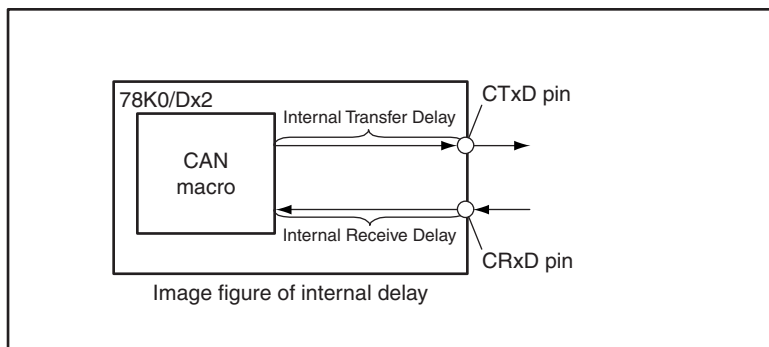 78K0/Dx2
CTxD pin
Internal Transfer Delay
CAN
macro
Internal Receive Delay
CRxD pin
Image figure of internal delay